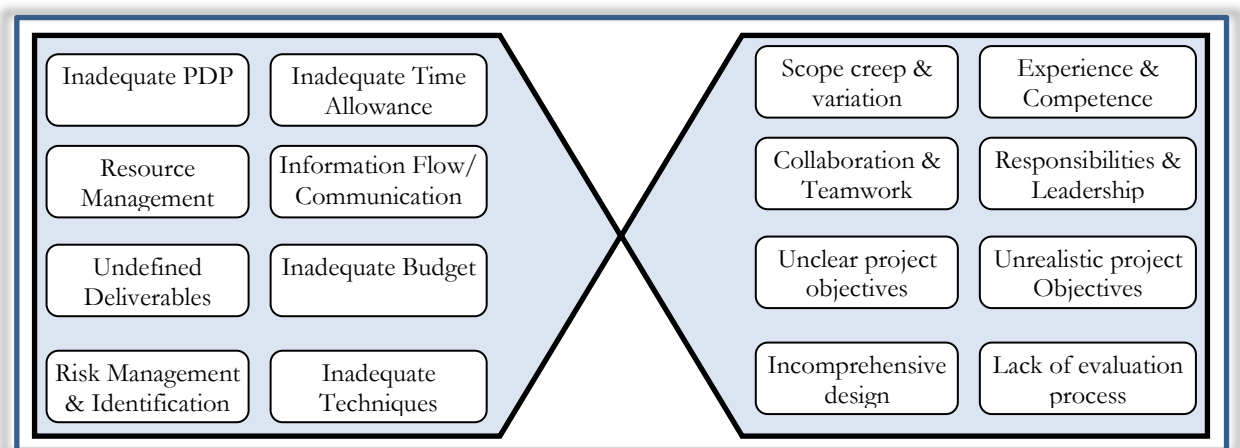 Inadequate PDP
Inadequate Time
Allowance
Resource
Management
Information Flow/
Communication
Undefined
Deliverables
Inadequate Budget
Risk Management
& Identification
Inadequate
Techniques
Scope creep &
variation
Experience &
Competence
Collaboration &
Teamwork
Responsibilities &
Leadership
Unclear project
objectives
Unrealistic project
Objectives
Incomprehensive
design
Lack of evaluation
process